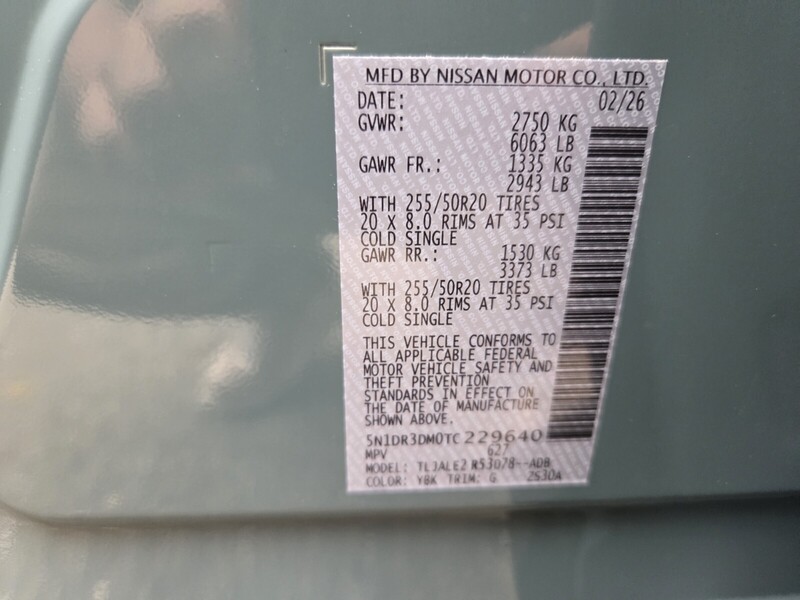 MFD BY NISSAN MOTOR CO., LTD.
DATE: 02/26
GVWR: 2750 KG
6063 LB
GAWR FR.: 1335 KG
2943 LB
WITH 255/50R20 TIRES
20 X 8.0 RIMS AT 35 PSI
COLD SINGLE
GAWR RR.: 1530 KG
3373 LB
WITH 255/50R20 TIRES
20 X 8.0 RIMS AT 35 PSI
COLD SINGLE
THIS VEHICLE CONFORMS TO
ALL APPLICABLE FEDERAL
MOTOR VEHICLE SAFETY AND
THEFT PREVENTION
STANDARDS IN EFFECT ON
THE DATE OF MANUFACTURE
SHOWN ABOVE.
5N1DR3DM0TC229640
MPV 627
MODEL: TLJALE2 R53078--ADB
COLOR: YBK TRIM: G 2S30A